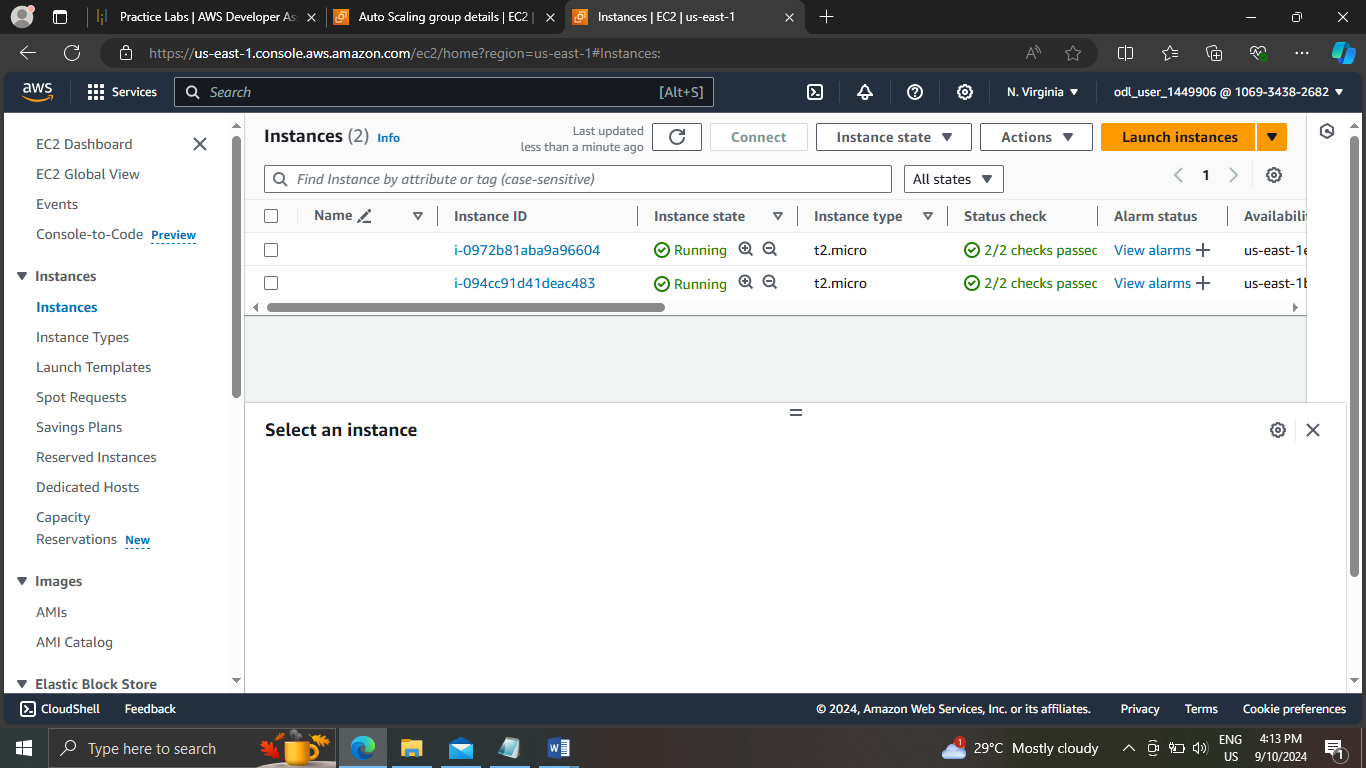 Practice Labs | AWS Developer As
Auto Scaling group details | EC2 |
Instances | EC2 | us-east-1
https://us-east-1.console.aws.amazon.com/ec2/home?region=us-east-1#Instances:
aws
Services
Search
[Alt+S]
N. Virginia
odl_user_1449906 @ 1069-3438-2682
EC2 Dashboard
EC2 Global View
Events
Console-to-Code Preview
Instances
Instances
Instance Types
Launch Templates
Spot Requests
Savings Plans
Reserved Instances
Dedicated Hosts
Capacity
Reservations New
Images
AMIs
AMI Catalog
Elastic Block Store
Instances (2) Info
Last updated
less than a minute ago
Connect
Instance state
Actions
Launch instances
Find Instance by attribute or tag (case-sensitive)
All states
1
Name Instance ID Instance state Instance type Status check Alarm status Availabili
i-0972b81aba9a96604 Running t2.micro 2/2 checks passed View alarms + us-east-1e
i-094cc91d41deac483 Running t2.micro 2/2 checks passed View alarms + us-east-1b
Select an instance
CloudShell
Feedback
© 2024, Amazon Web Services, Inc. or its affiliates.
Privacy
Terms
Cookie preferences
Type here to search
1
29°C Mostly cloudy
ENG
US
4:13 PM
9/10/2024
1